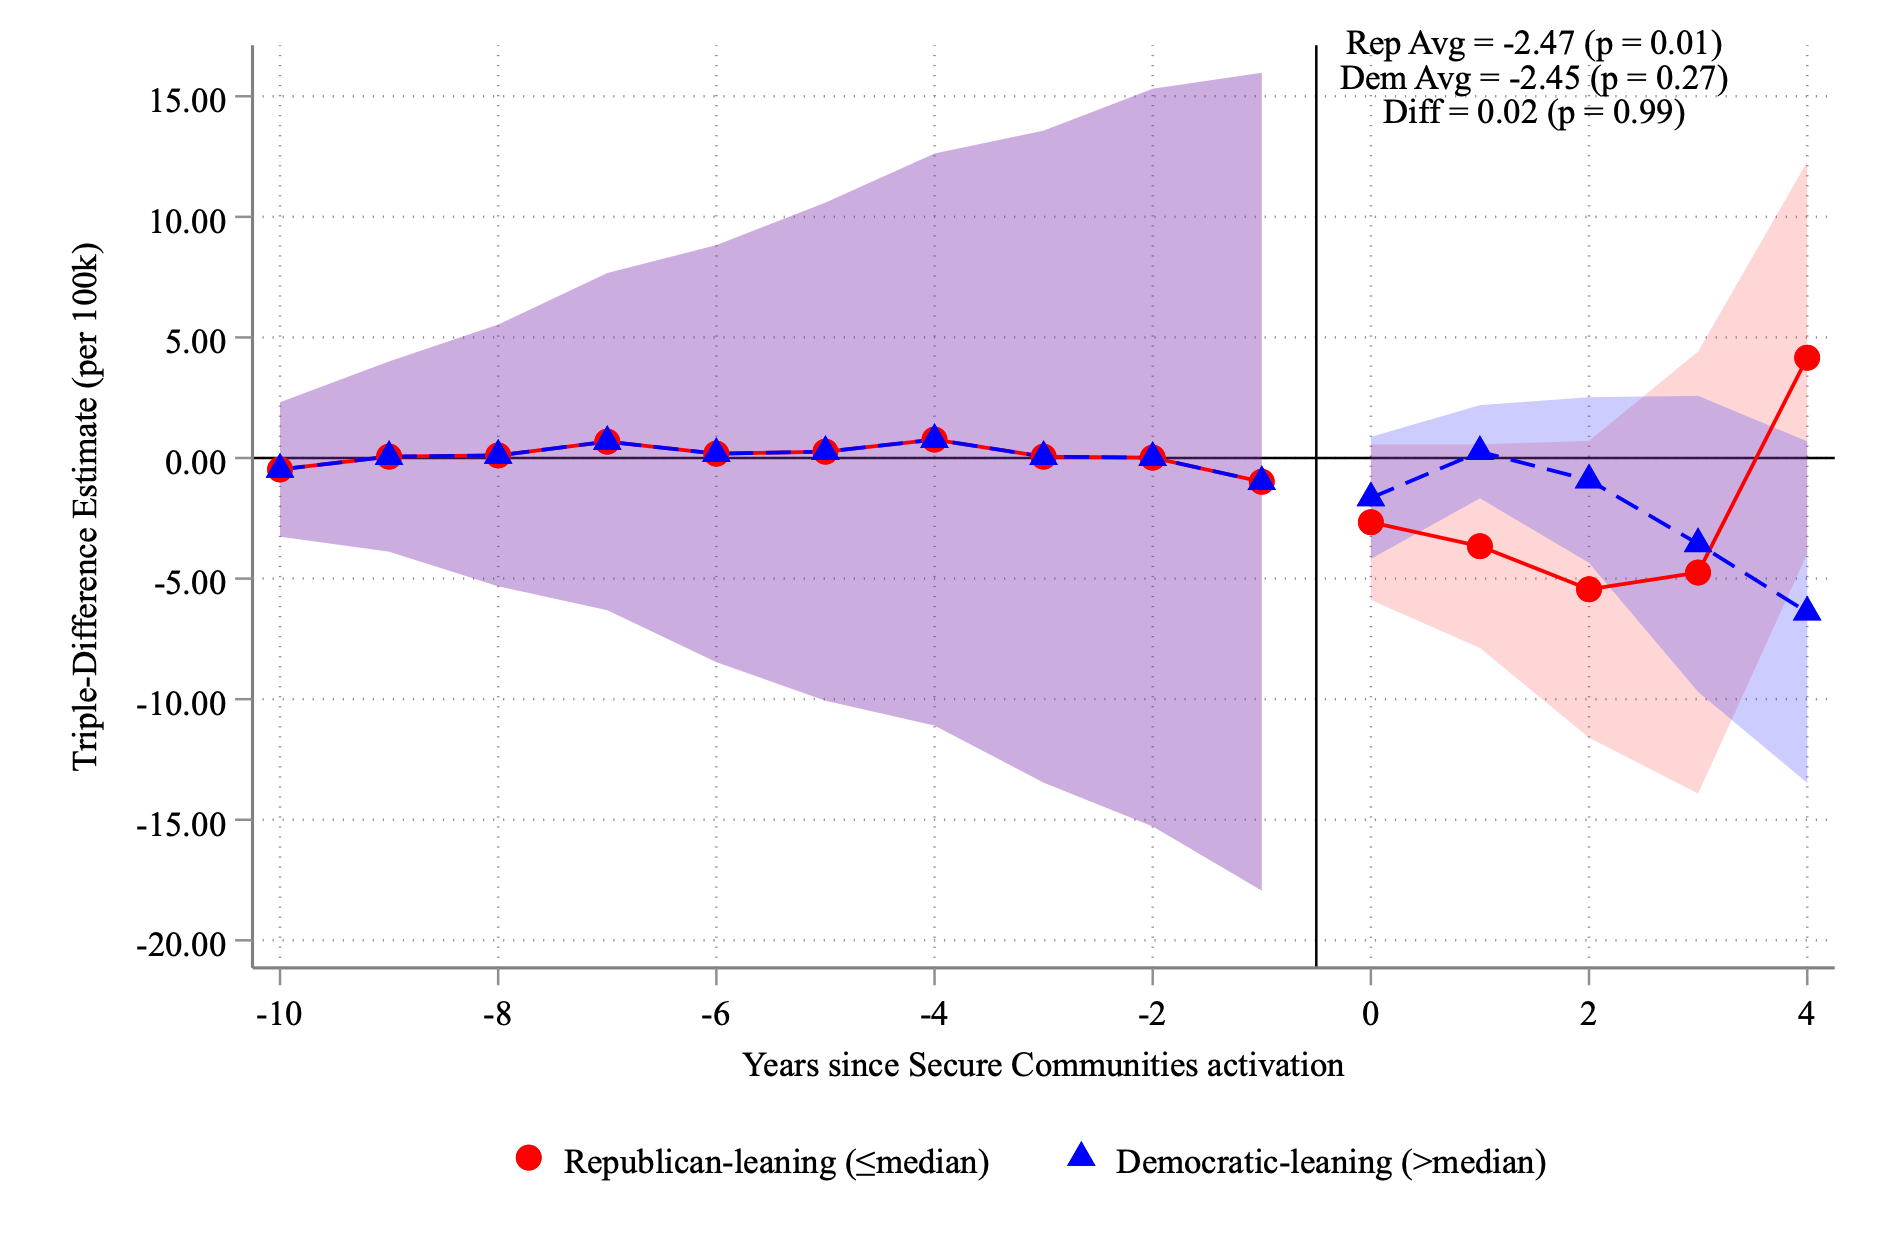 Rep Avg = -2.47 (p = 0.01)
Dem Avg = -2.45 (p = 0.27)
Diff = 0.02 (p = 0.99)
Triple-Difference Estimate (per 100k)
15.00
10.00
5.00
0.00
-5.00
-10.00
-15.00
-20.00
-10 -8 -6 -4 -2 0 2 4
Years since Secure Communities activation
Republican-leaning (≤median) Democratic-leaning (>median)